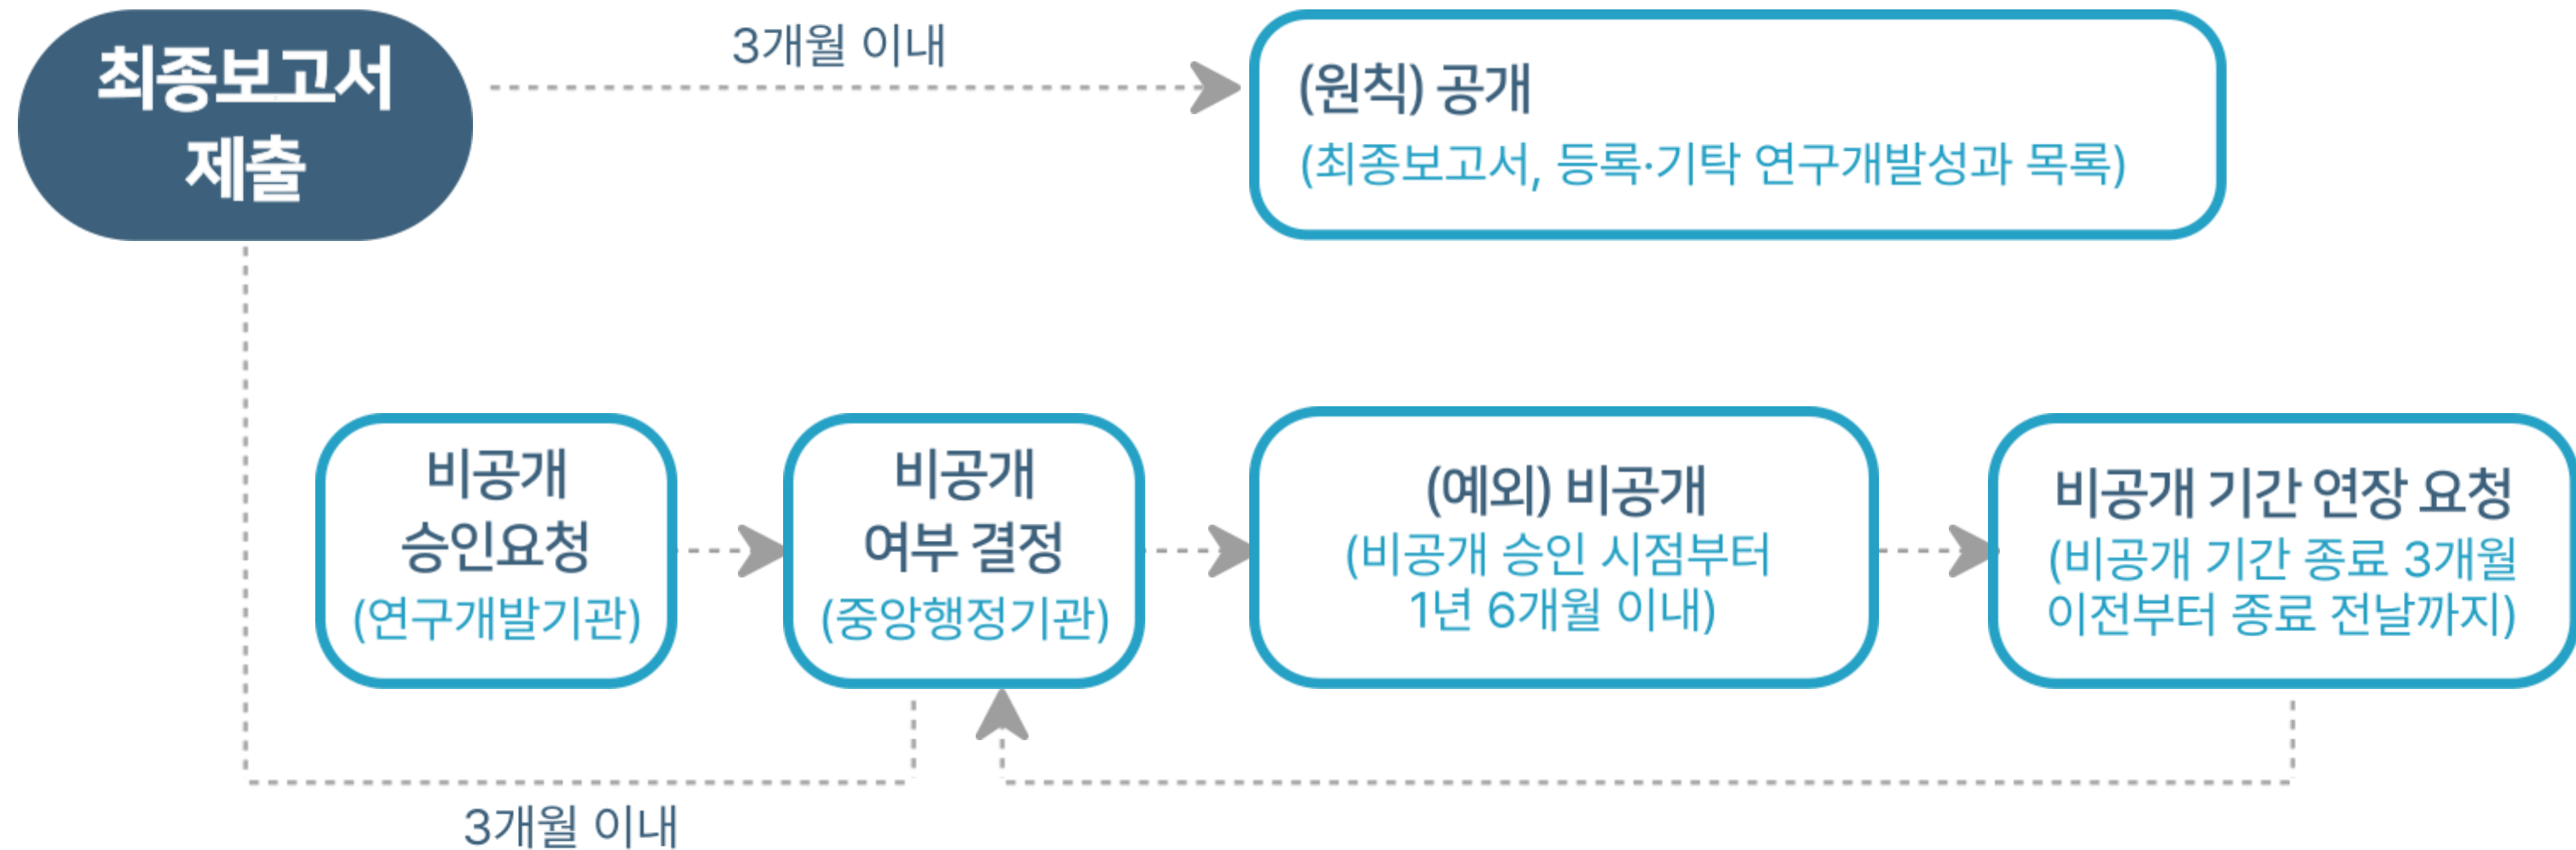 최종보고서
제출
3개월 이내
(원칙) 공개
(최종보고서, 등록·기탁 연구개발성과 목록)
비공개
승인요청
(연구개발기관)
비공개
여부 결정
(중앙행정기관)
(예외) 비공개
(비공개 승인 시점부터
1년 6개월 이내)
비공개 기간 연장 요청
(비공개 기간 종료 3개월
이전부터 종료 전날까지)
3개월 이내